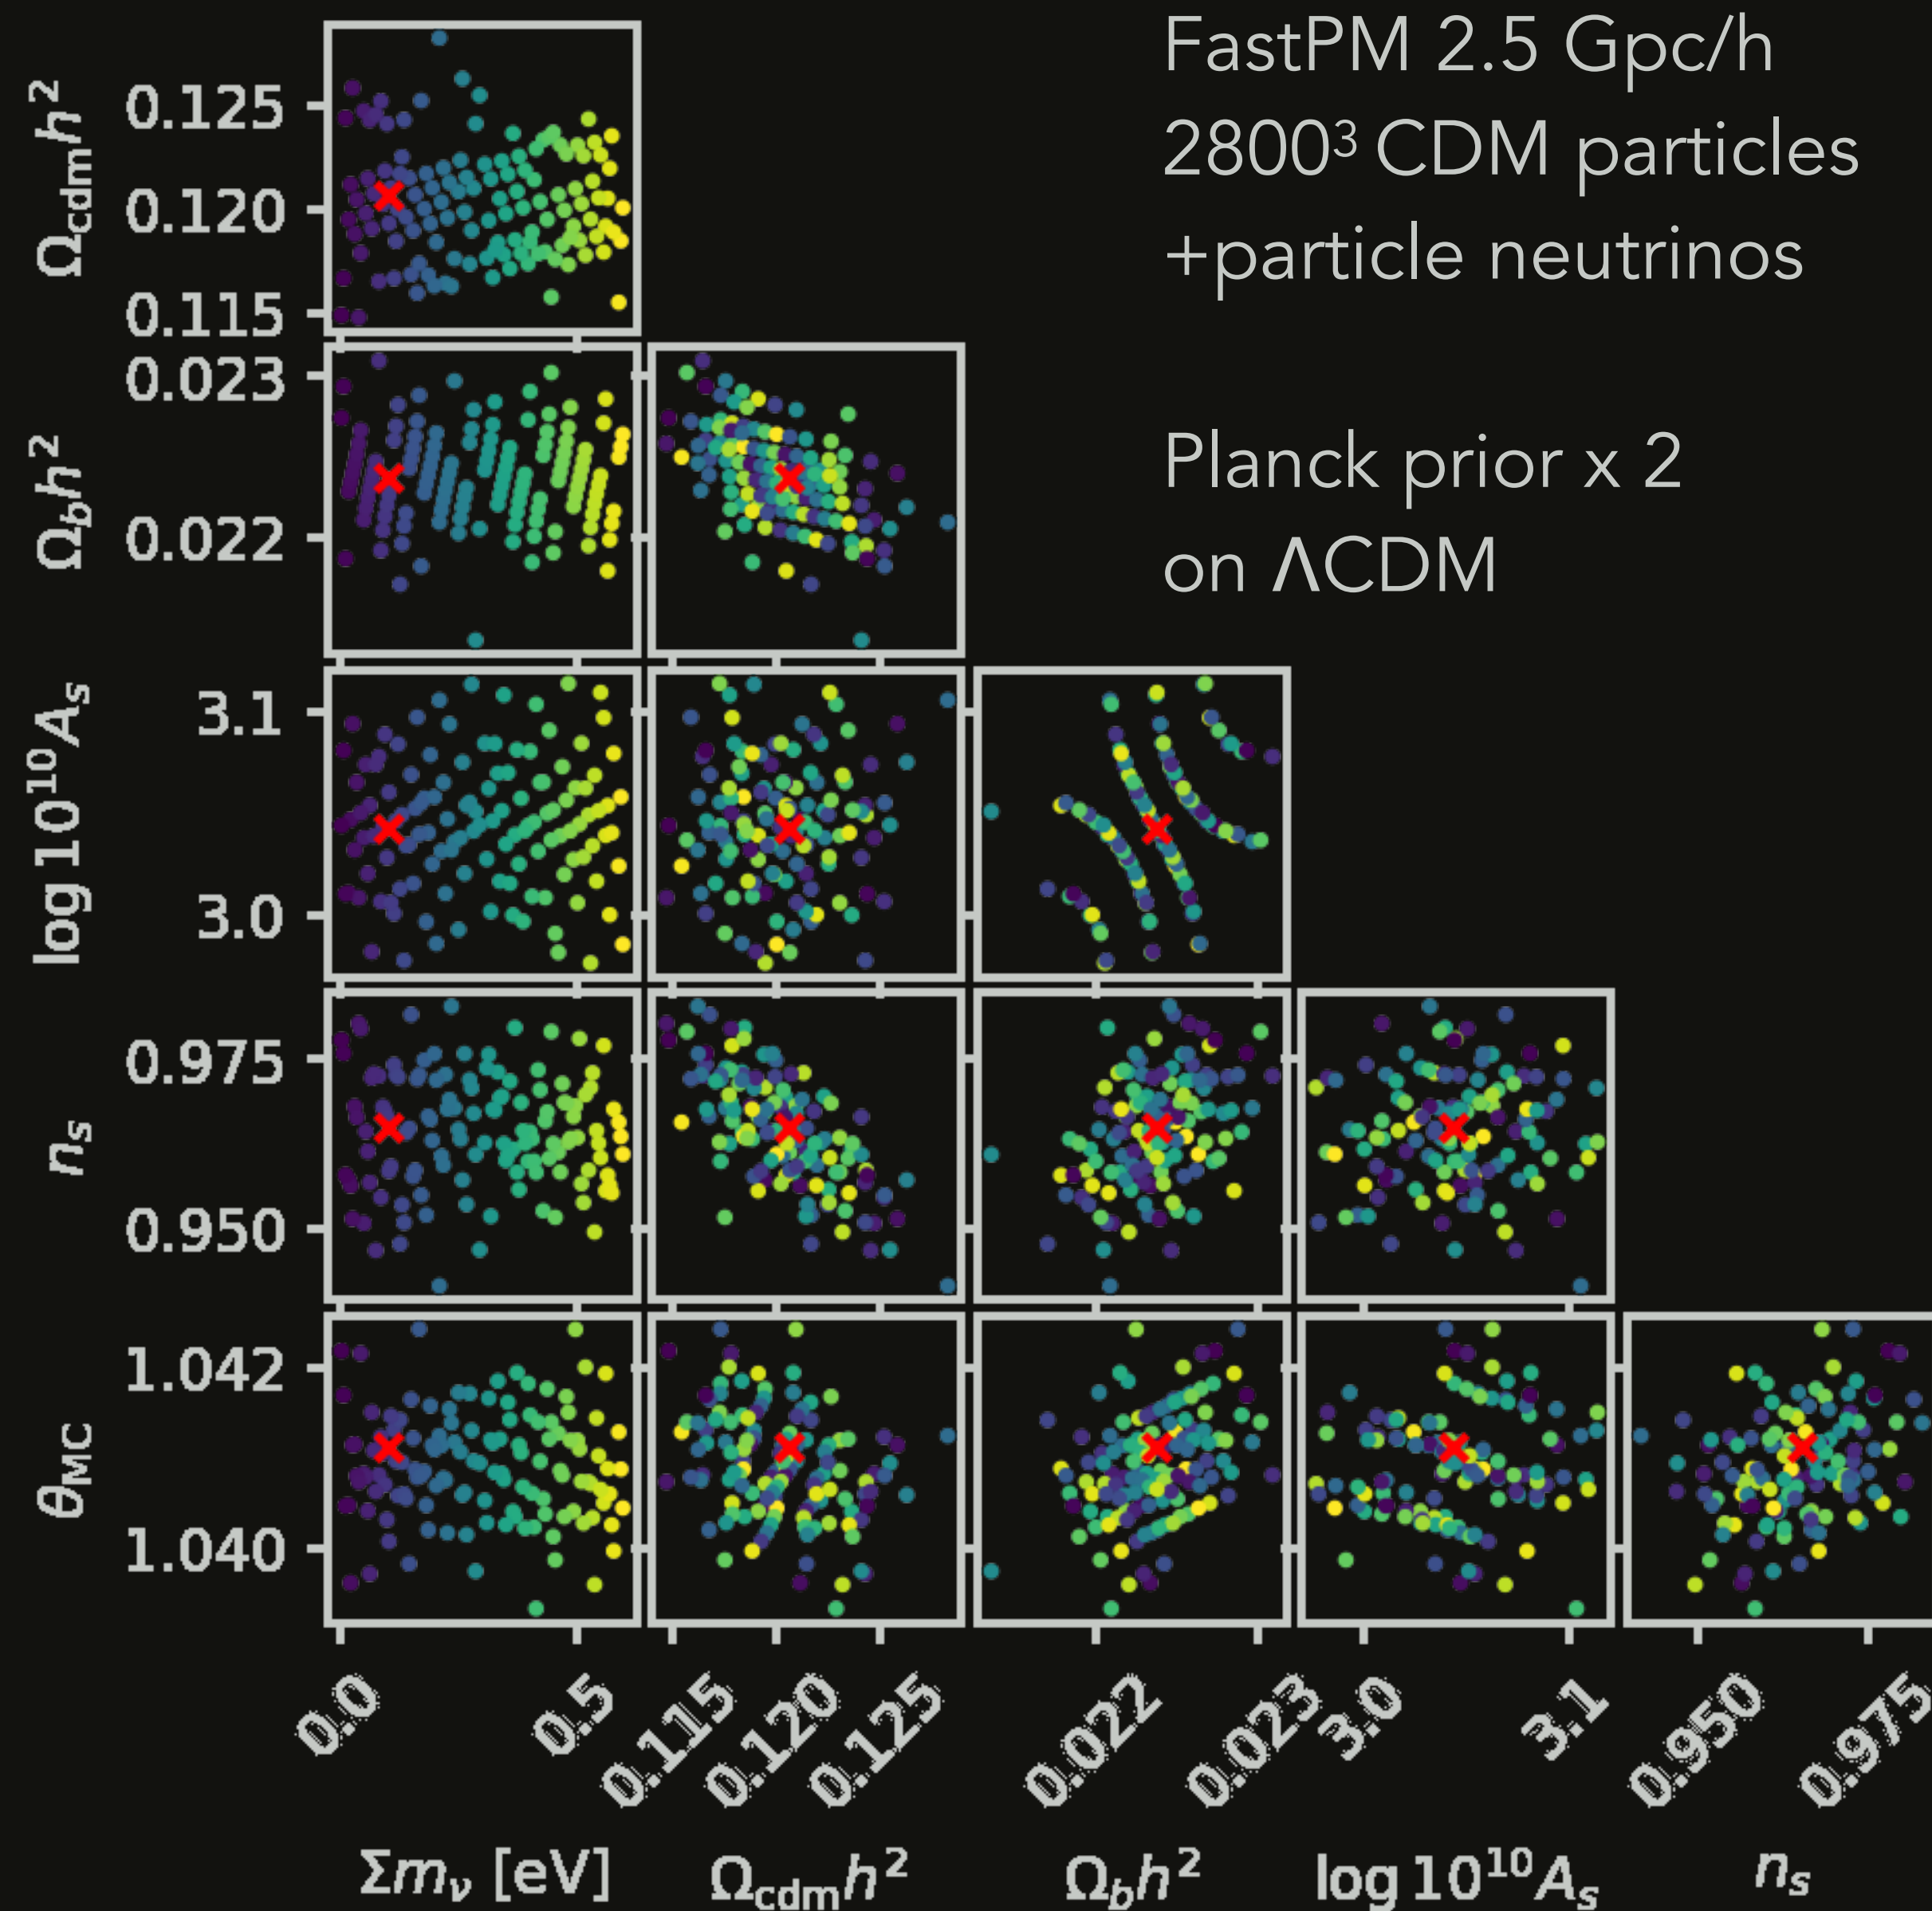 FastPM 2.5 Gpc/h
2800³ CDM particles
+particle neutrinos
Planck prior x 2
on ΛCDM
Ω_cdm h²
0.125
0.120
0.115
Ω_b h²
0.023
0.022
log 10¹⁰A_s
3.1
3.0
n_s
0.975
0.950
θ_MC
1.042
1.040
0.0 0.5 0.115 0.120 0.125 0.022 0.023 3.0 3.1 0.950 0.975
Σm_ν [eV] Ω_cdm h² Ω_b h² log 10¹⁰A_s n_s